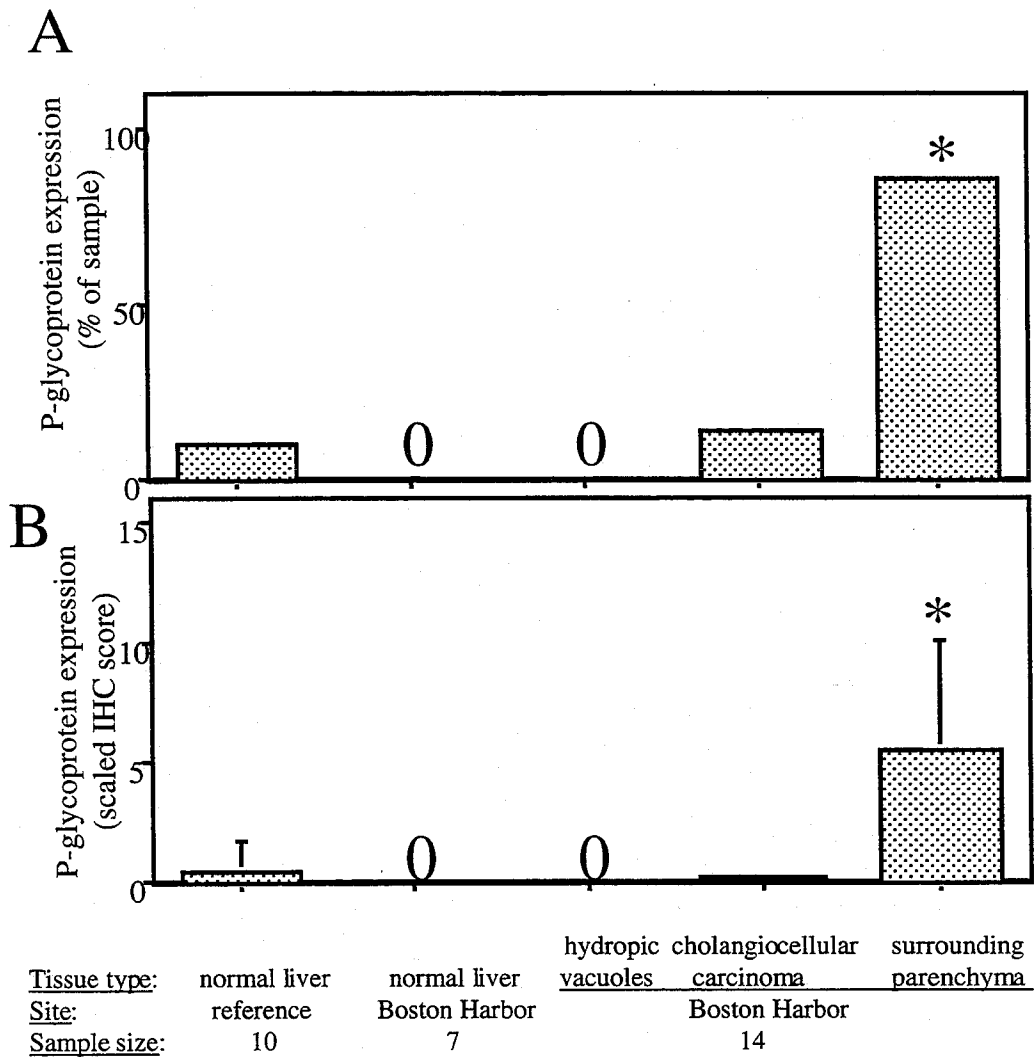 A
P-glycoprotein expression
(% of sample)
100
50
0
*
0
0
B
P-glycoprotein expression
(scaled IHC score)
15
10
5
0
*
0
0
hydropic cholangiocellular surrounding
Tissue type: normal liver normal liver vacuoles carcinoma parenchyma
Site: reference Boston Harbor Boston Harbor
Sample size: 10 7 14